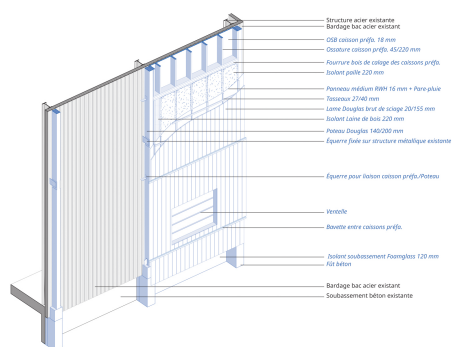 Structure acier existante
Bardage bac acier existant
OSB caisson préfa. 18 mm
Ossature caisson préfa. 45/220 mm
Fourrure bois de calage des caissons préfa.
Isolant paille 220 mm
Panneau médium RWH 16 mm + Pare-pluie
Tasseaux 27/40 mm
Lame Douglas brut de sciage 20/155 mm
Isolant Laine de bois 220 mm
Poteau Douglas 140/200 mm
Équerre fixée sur structure métallique existante
Équerre pour liaison caisson préfa./Poteau
Ventelle
Bavette entre caissons préfa.
Isolant soubassement Foamglass 120 mm
Fût béton
Bardage bac acier existant
Soubassement béton existante